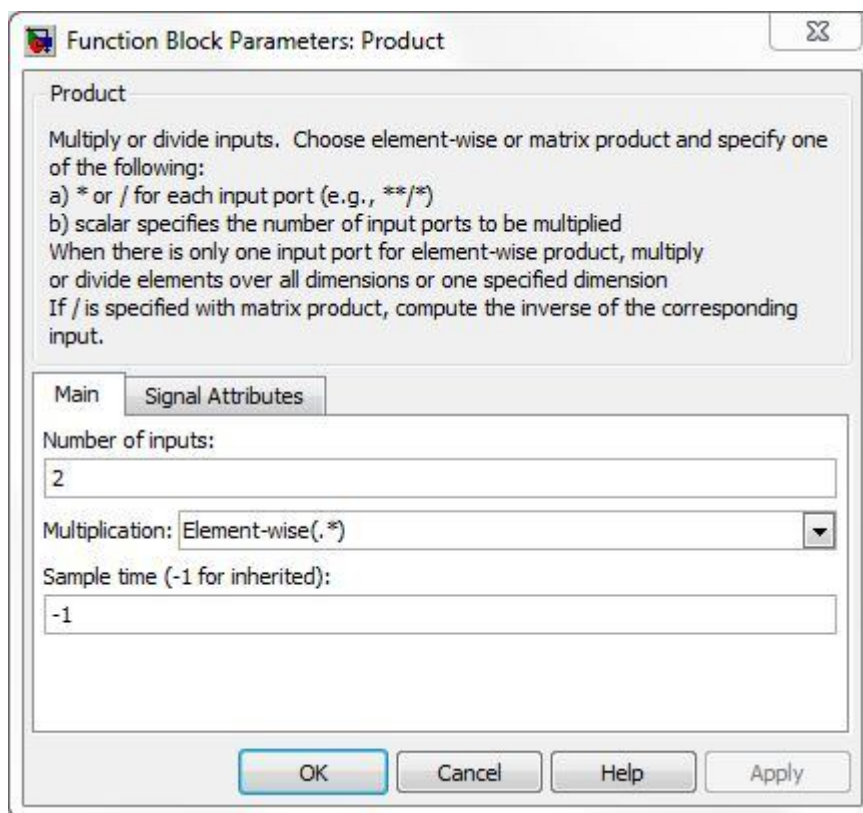 Function Block Parameters: Product
Product
Multiply or divide inputs.  Choose element-wise or matrix product and specify one
of the following:
a) * or / for each input port (e.g., **/*)
b) scalar specifies the number of input ports to be multiplied
When there is only one input port for element-wise product, multiply
or divide elements over all dimensions or one specified dimension
If / is specified with matrix product, compute the inverse of the corresponding
input.
Main Signal Attributes
Number of inputs:
2
Multiplication: Element-wise(.*)
Sample time (-1 for inherited):
-1
OK Cancel Help Apply